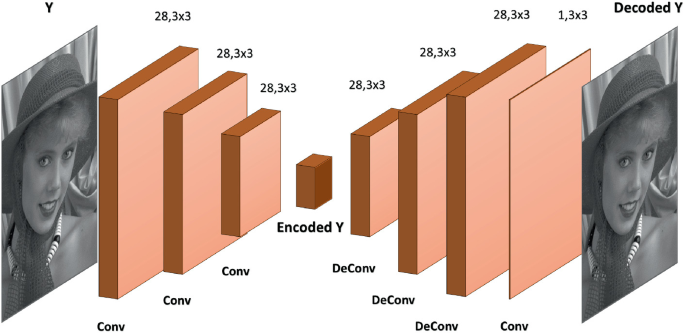 Y
28,3x3
28,3x3
28,3x3
28,3x3
28,3x3
28,3x3
1,3x3
Decoded Y
Encoded Y
Conv
Conv
Conv
DeConv
DeConv
DeConv
Conv